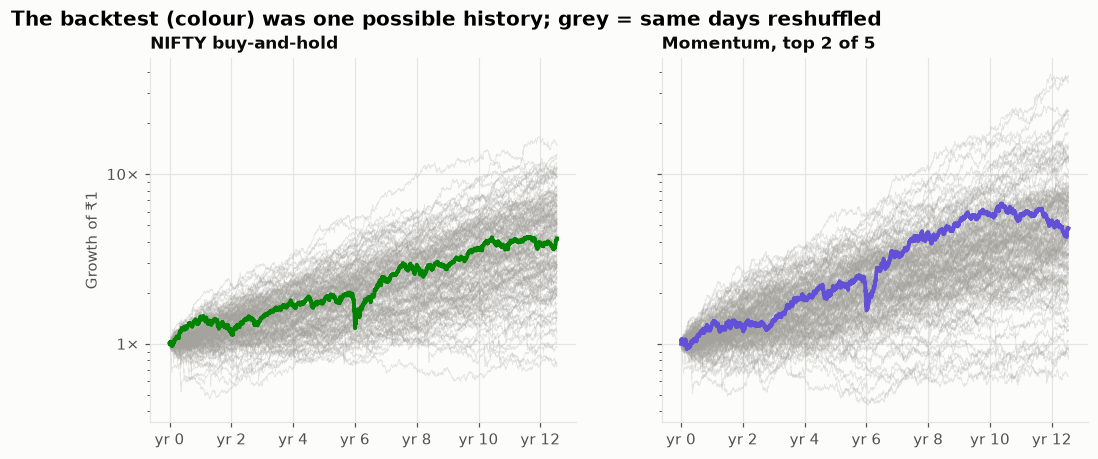 The backtest (colour) was one possible history; grey = same days reshuffled
NIFTY buy-and-hold
Momentum, top 2 of 5
Growth of ₹1
10×
1×
yr 0 yr 2 yr 4 yr 6 yr 8 yr 10 yr 12
yr 0 yr 2 yr 4 yr 6 yr 8 yr 10 yr 12